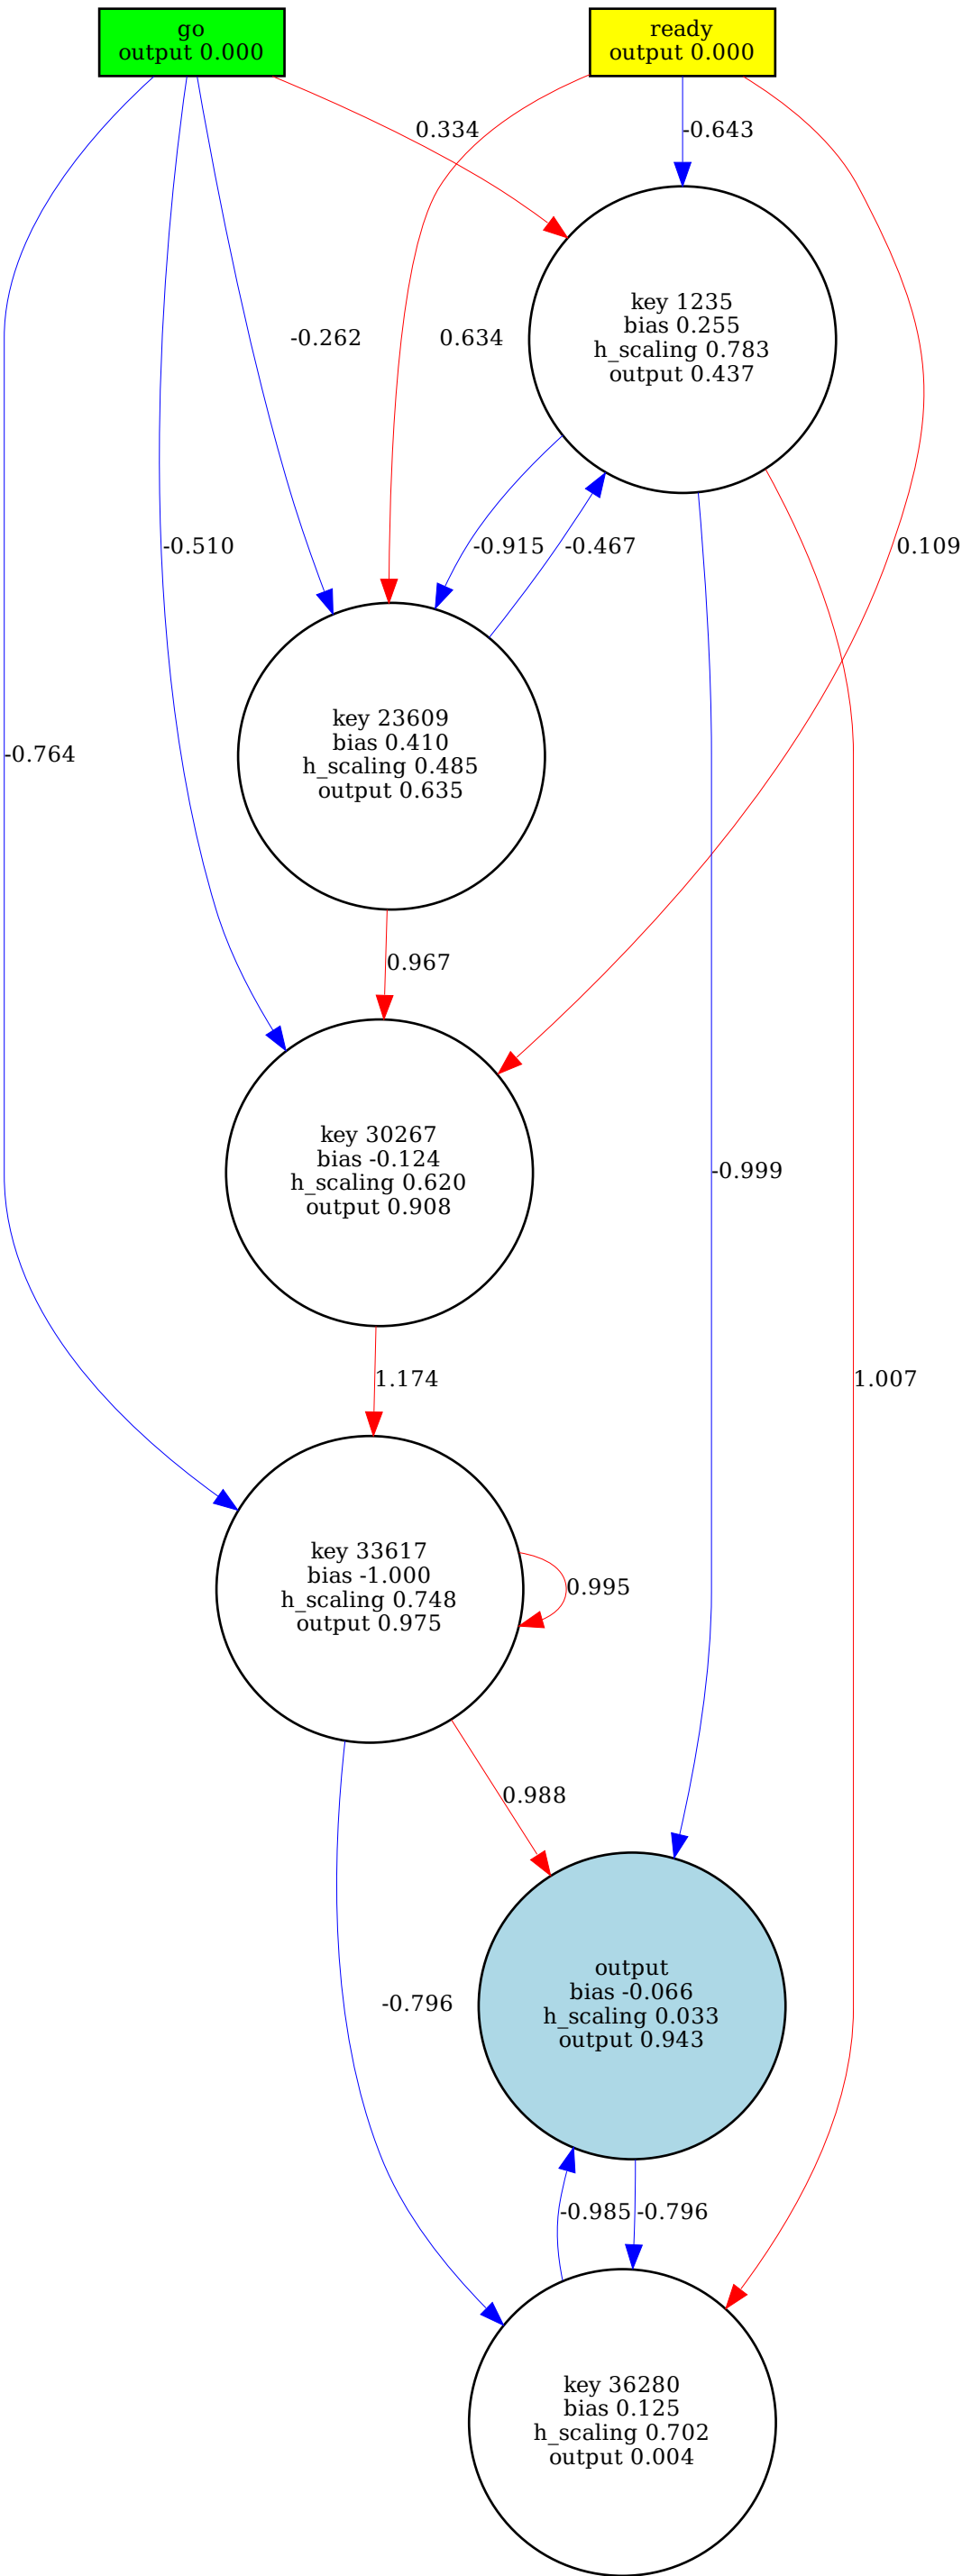 go
output 0.000
ready
output 0.000
0.334
-0.643
key 1235
bias 0.255
h_scaling 0.783
output 0.437
-0.262
0.634
-0.510
-0.915
-0.467
0.109
key 23609
bias 0.410
h_scaling 0.485
output 0.635
-0.764
0.967
key 30267
bias -0.124
h_scaling 0.620
output 0.908
-0.999
1.174
1.007
key 33617
bias -1.000
h_scaling 0.748
output 0.975
0.995
0.988
output
bias -0.066
h_scaling 0.033
output 0.943
-0.796
-0.985
-0.796
key 36280
bias 0.125
h_scaling 0.702
output 0.004